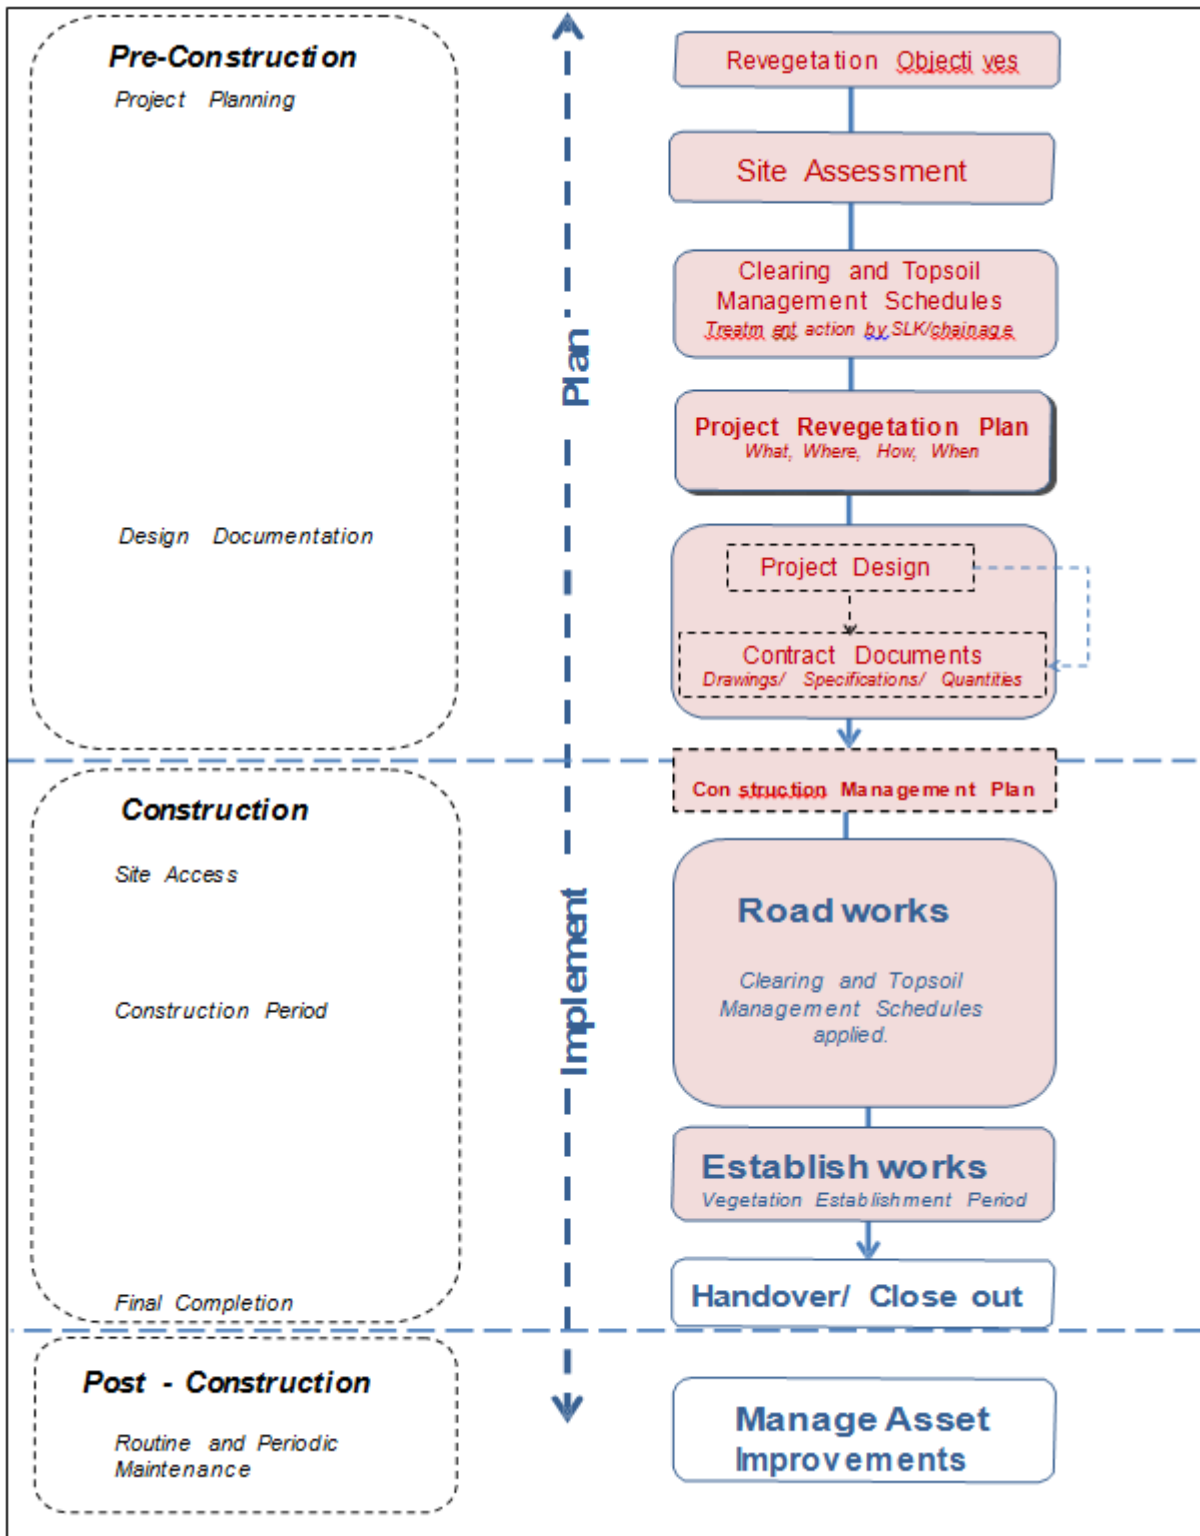 Pre-Construction
Project Planning
Design Documentation
Construction
Site Access
Construction Period
Final Completion
Post - Construction
Routine and Periodic
Maintenance
Plan
Implement
Revegetation Objectives
Site Assessment
Clearing and Topsoil
Management Schedules
Treatment action by SLK/chainage
Project Revegetation Plan
What, Where, How, When
Project Design
Contract Documents
Drawings/ Specifications/ Quantities
Construction Management Plan
Road works
Clearing and Topsoil
Management Schedules
applied.
Establish works
Vegetation Establishment Period
Handover/ Close out
Manage Asset
Improvements